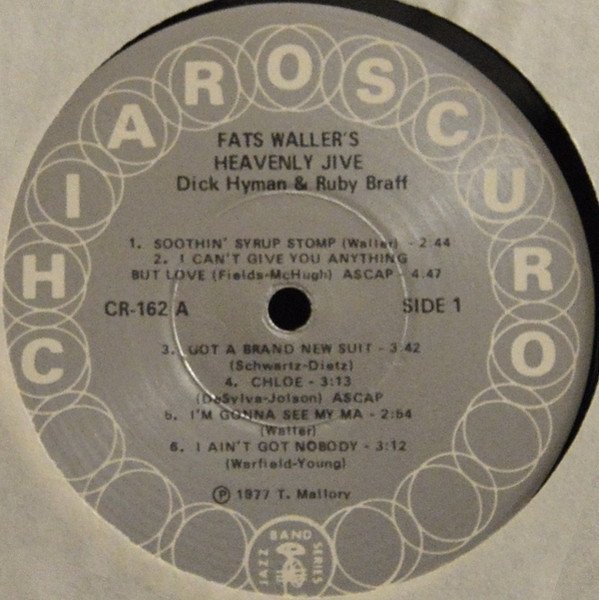 CHIAROSCURO
FATS WALLER'S
HEAVENLY JIVE
Dick Hyman & Ruby Braff
1. SOOTHIN' SYRUP STOMP (Waller) - 2:44
2. I CAN'T GIVE YOU ANYTHING
BUT LOVE (Fields-McHugh) ASCAP - 4:47
CR-162 A
SIDE 1
3. GOT A BRAND NEW SUIT - 3:42
(Schwartz-Dietz)
4. CHLOE - 3:13
(DeSylva-Jolson) ASCAP
5. I'M GONNA SEE MY MA - 2:54
(Waller)
6. I AIN'T GOT NOBODY - 3:12
(Warfield-Young)
Ⓟ 1977 T. Mallory
JAZZ BAND SERIES